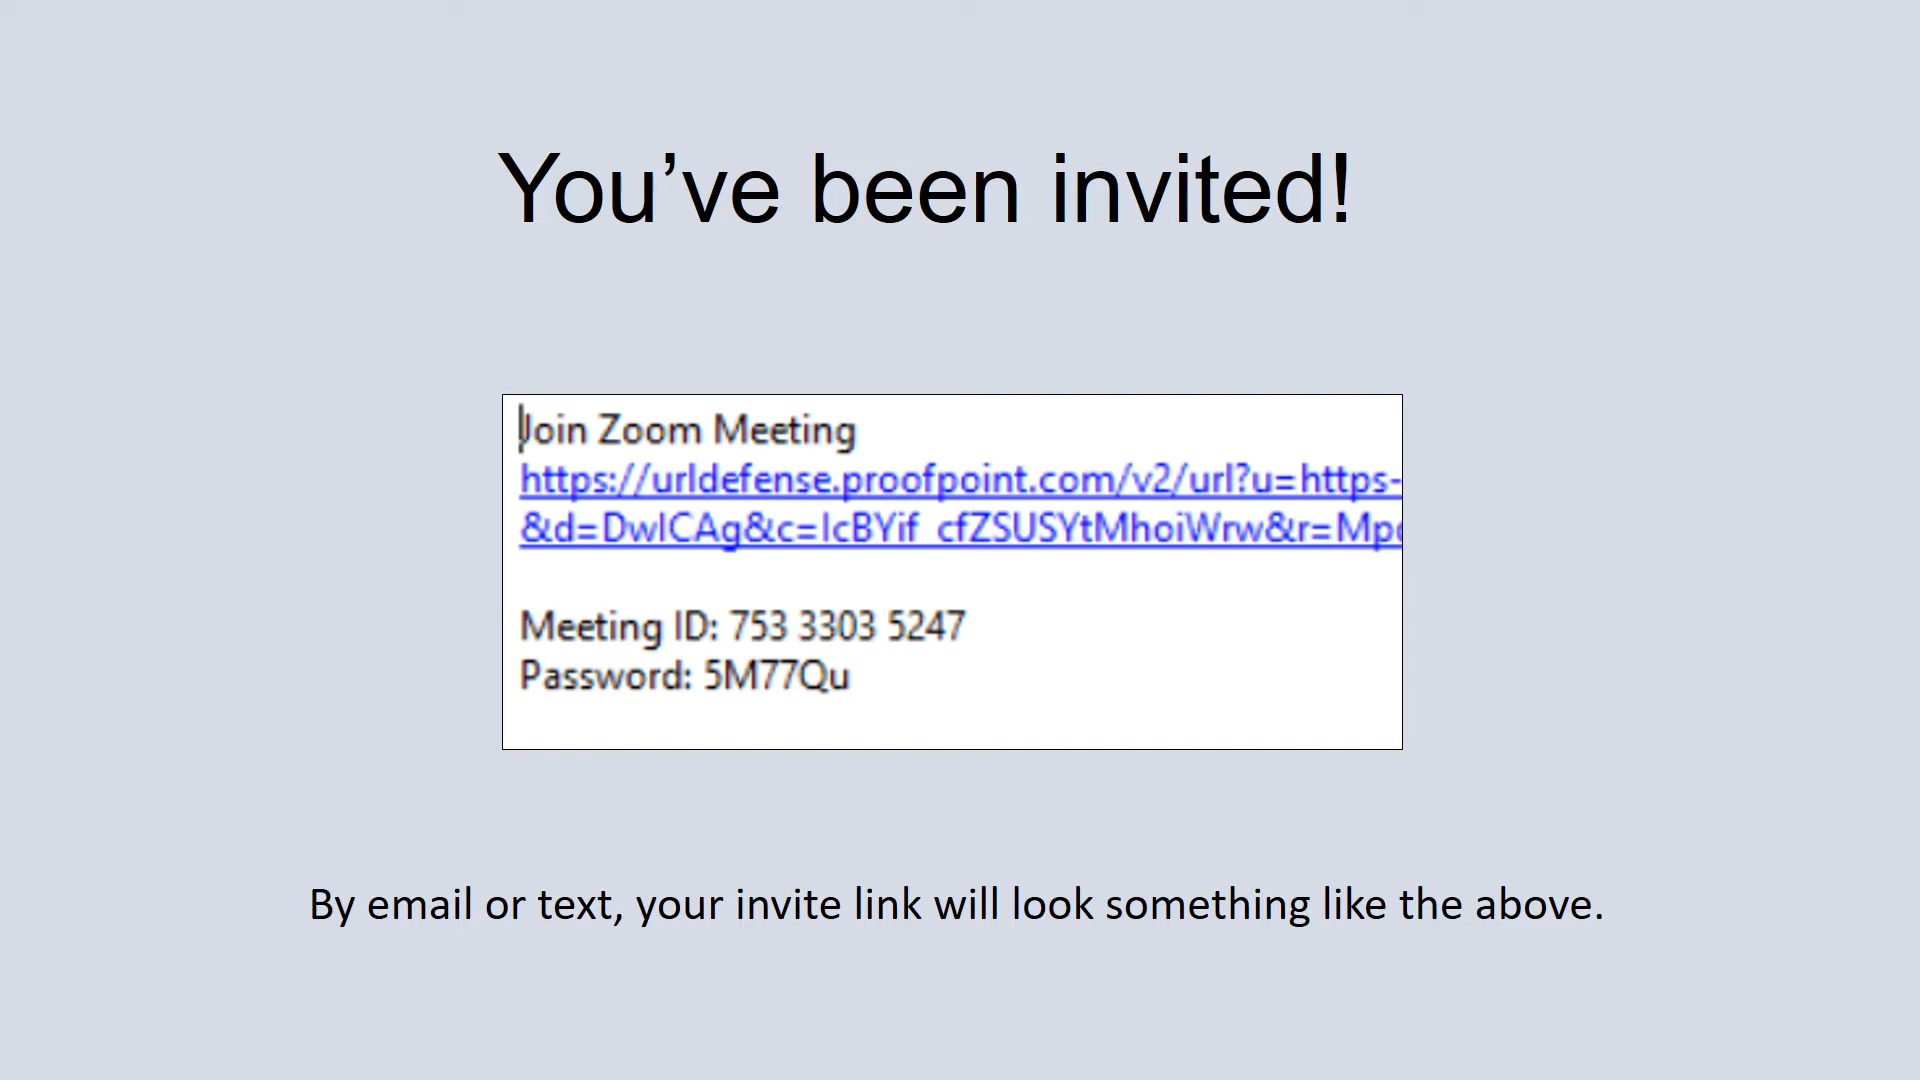 You’ve been invited!
Join Zoom Meeting
https://urldefense.proofpoint.com/v2/url?u=https-
&d=DwICAg&c=IcBYif_cfZSUSYtMhoiWrw&r=Mpc
Meeting ID: 753 3303 5247
Password: 5M77Qu
By email or text, your invite link will look something like the above.